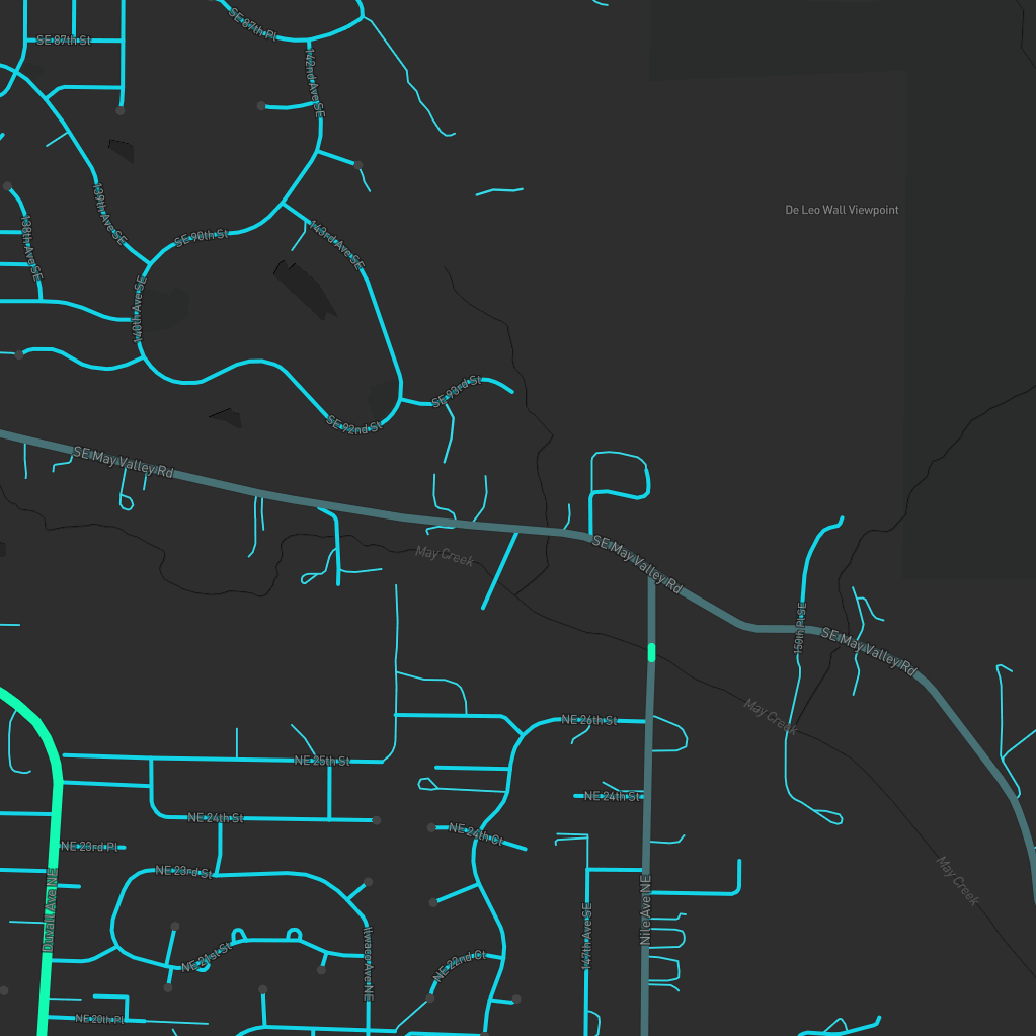 SE 87th Pl
SE 87th St
142nd Ave SE
139th Ave SE
138th Ave SE
SE 90th St
143rd Ave SE
De Leo Wall Viewpoint
140th Ave SE
SE 93rd St
SE 92nd St
SE May Valley Rd
May Creek
SE May Valley Rd
150th Pl SE
SE May Valley Rd
May Creek
NE 26th St
NE 25th St
NE 24th St
NE 24th St
NE 24th Ct
NE 23rd Pl
NE 23rd St
May Creek
Duvall Ave NE
Nile Ave NE
147th Ave SE
Ilwaco Ave NE
NE 21st St
NE 22nd Ct
NE 20th Pl